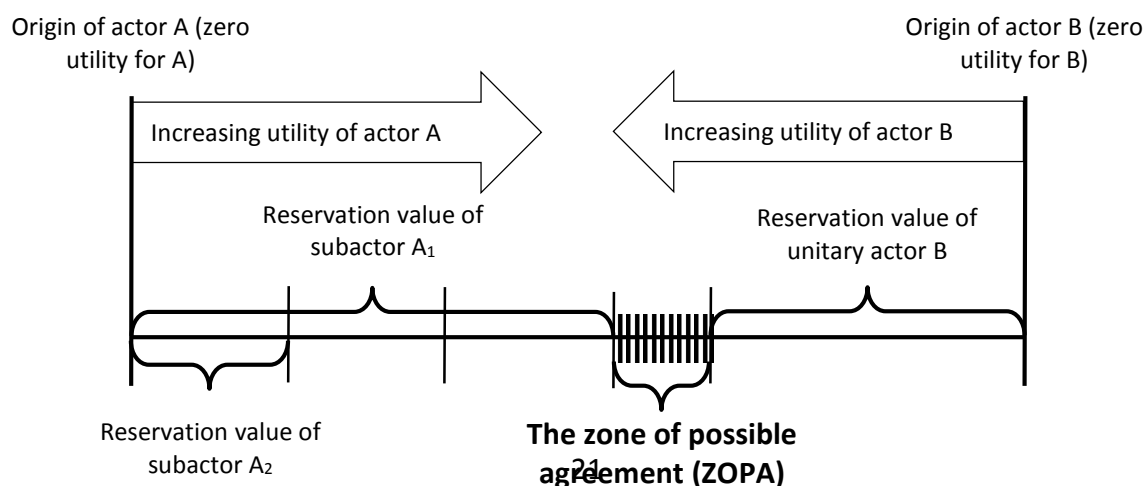 Origin of actor A (zero
utility for A)
Origin of actor B (zero
utility for B)
Increasing utility of actor A
Increasing utility of actor B
Reservation value of
subactor A₁
Reservation value of
unitary actor B
Reservation value of
subactor A₂
The zone of possible
agreement (ZOPA)
21